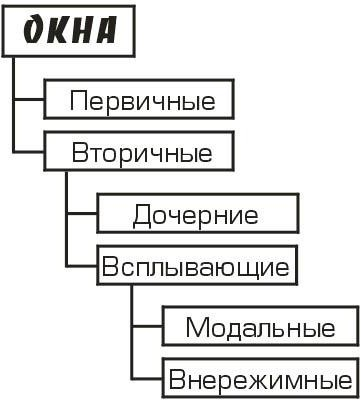 ОКНА
Первичные
Вторичные
Дочерние
Всплывающие
Модальные
Внережимные